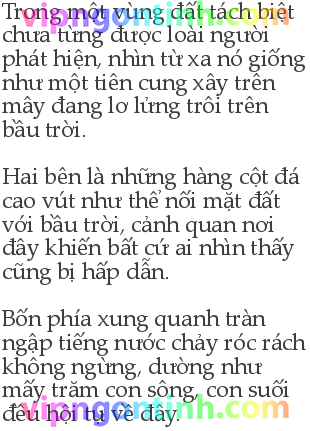 Trong một vùng đất tách biệt
chưa từng được loài người
phát hiện, nhìn từ xa nó giống
như một tiên cung xây trên
mây đang lơ lửng trôi trên
bầu trời.
Hai bên là những hàng cột đá
cao vút như thể nối mặt đất
với bầu trời, cảnh quan nơi
đây khiến bất cứ ai nhìn thấy
cũng bị hấp dẫn.
Bốn phía xung quanh tràn
ngập tiếng nước chảy róc rách
không ngừng, dường như
mấy trăm con sông, con suối
đều hội tụ về đây.
vipngontinh.com
vipngontinh.com